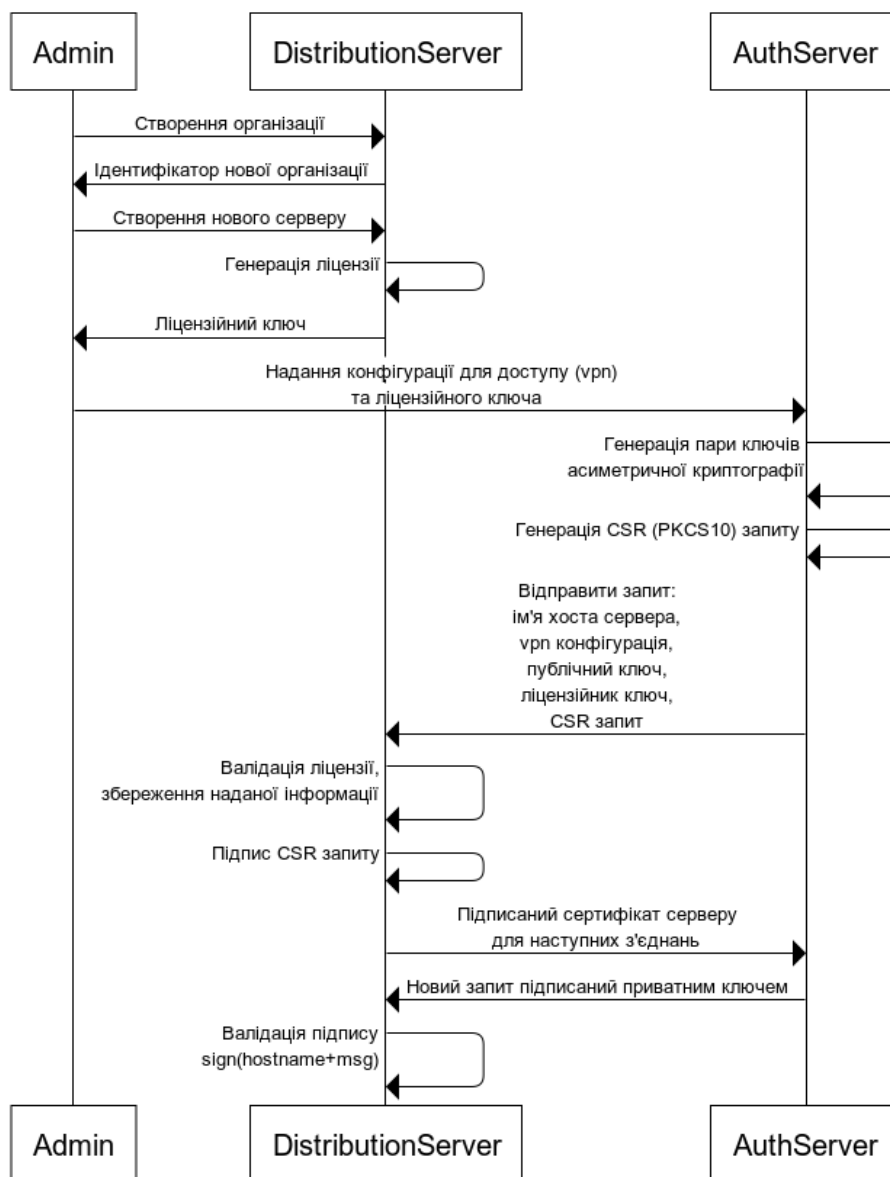 Admin
DistributionServer
AuthServer
Створення організації
Ідентифікатор нової організації
Створення нового серверу
Генерація ліцензії
Ліцензійний ключ
Надання конфігурації для доступу (vpn)
та ліцензійного ключа
Генерація пари ключів
асиметричної криптографії
Генерація CSR (PKCS10) запиту
Відправити запит:
ім'я хоста сервера,
vpn конфігурація,
публічний ключ,
ліцензійник ключ,
CSR запит
Валідація ліцензії,
збереження наданої інформації
Підпис CSR запиту
Підписаний сертифікат серверу
для наступних з'єднань
Новий запит підписаний приватним ключем
Валідація підпису
sign(hostname+msg)
Admin
DistributionServer
AuthServer